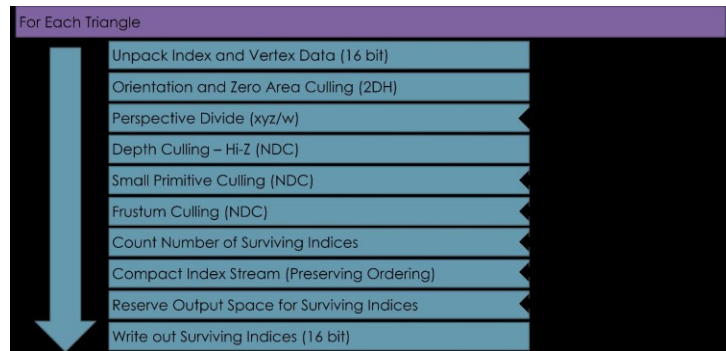 For Each Triangle
Unpack Index and Vertex Data (16 bit)
Orientation and Zero Area Culling (2DH)
Perspective Divide (xyz/w)
Depth Culling – Hi-Z (NDC)
Small Primitive Culling (NDC)
Frustum Culling (NDC)
Count Number of Surviving Indices
Compact Index Stream (Preserving Ordering)
Reserve Output Space for Surviving Indices
Write out Surviving Indices (16 bit)